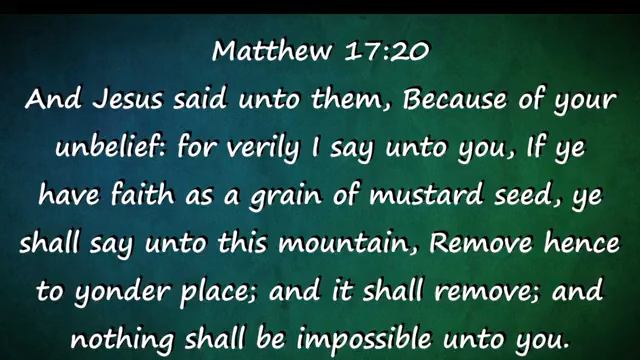 Matthew 17:20
And Jesus said unto them, Because of your
unbelief: for verily I say unto you, If ye
have faith as a grain of mustard seed, ye
shall say unto this mountain, Remove hence
to yonder place; and it shall remove; and
nothing shall be impossible unto you.